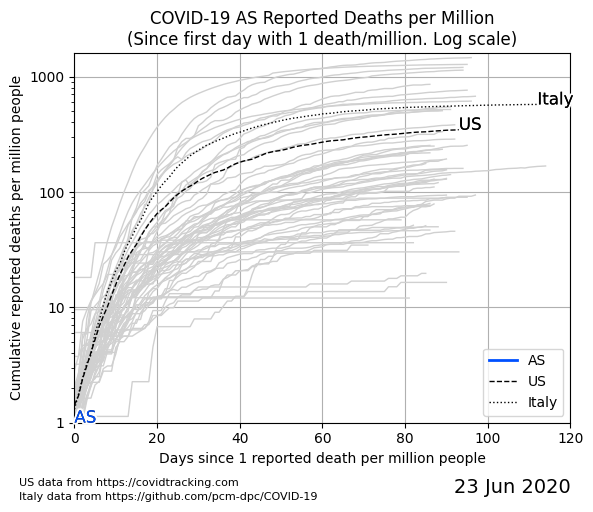 COVID-19 AS Reported Deaths per Million
(Since first day with 1 death/million. Log scale)
Cumulative reported deaths per million people
1000
100
10
1
Italy
US
AS
AS
US
Italy
0 20 40 60 80 100 120
Days since 1 reported death per million people
US data from https://covidtracking.com
Italy data from https://github.com/pcm-dpc/COVID-19
23 Jun 2020